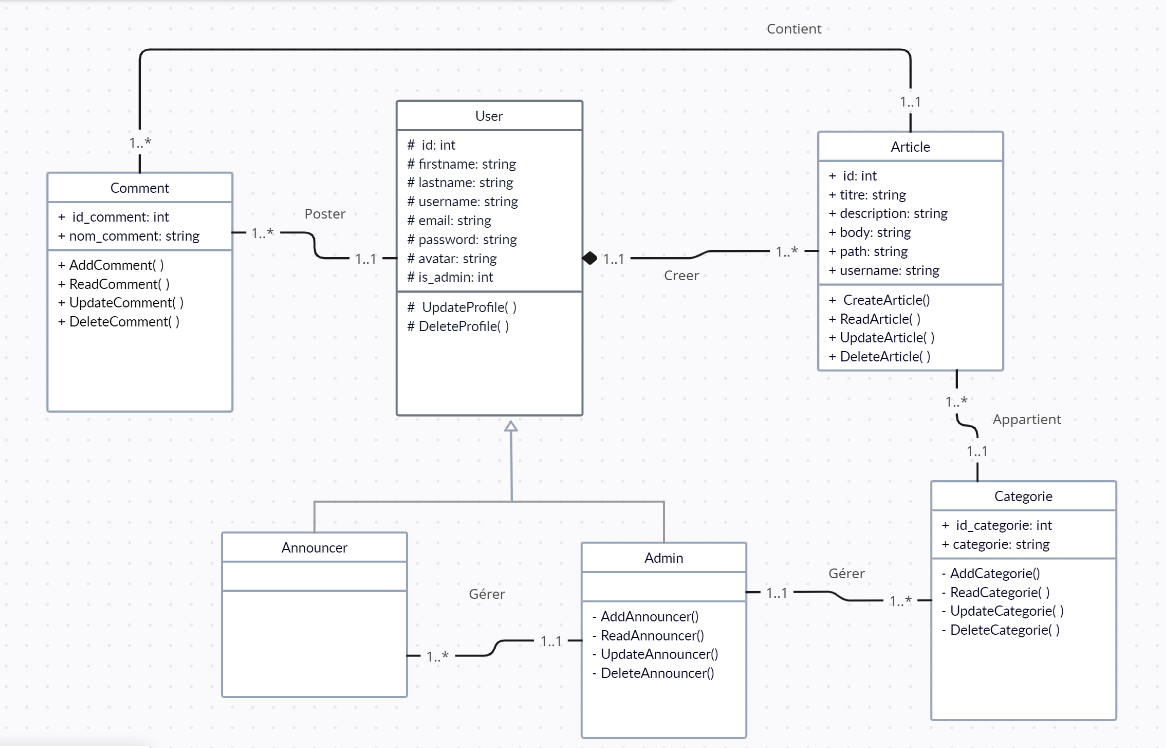 Contient
1..1
1..*
User
# id: int
# firstname: string
# lastname: string
# username: string
# email: string
# password: string
# avatar: string
# is_admin: int
# UpdateProfile( )
# DeleteProfile( )
Article
+ id: int
+ titre: string
+ description: string
+ body: string
+ path: string
+ username: string
+ CreateArticle()
+ ReadArticle( )
+ UpdateArticle( )
+ DeleteArticle( )
Comment
+ id_comment: int
+ nom_comment: string
+ AddComment( )
+ ReadComment( )
+ UpdateComment( )
+ DeleteComment( )
Poster
1..*
1..1
1..1
1..*
Creer
1..*
Appartient
1..1
Categorie
+ id_categorie: int
+ categorie: string
- AddCategorie()
- ReadCategorie( )
- UpdateCategorie( )
- DeleteCategorie( )
Announcer
Admin
- AddAnnouncer()
- ReadAnnouncer()
- UpdateAnnouncer()
- DeleteAnnouncer()
Gérer
1..*
1..1
Gérer
1..1
1..*